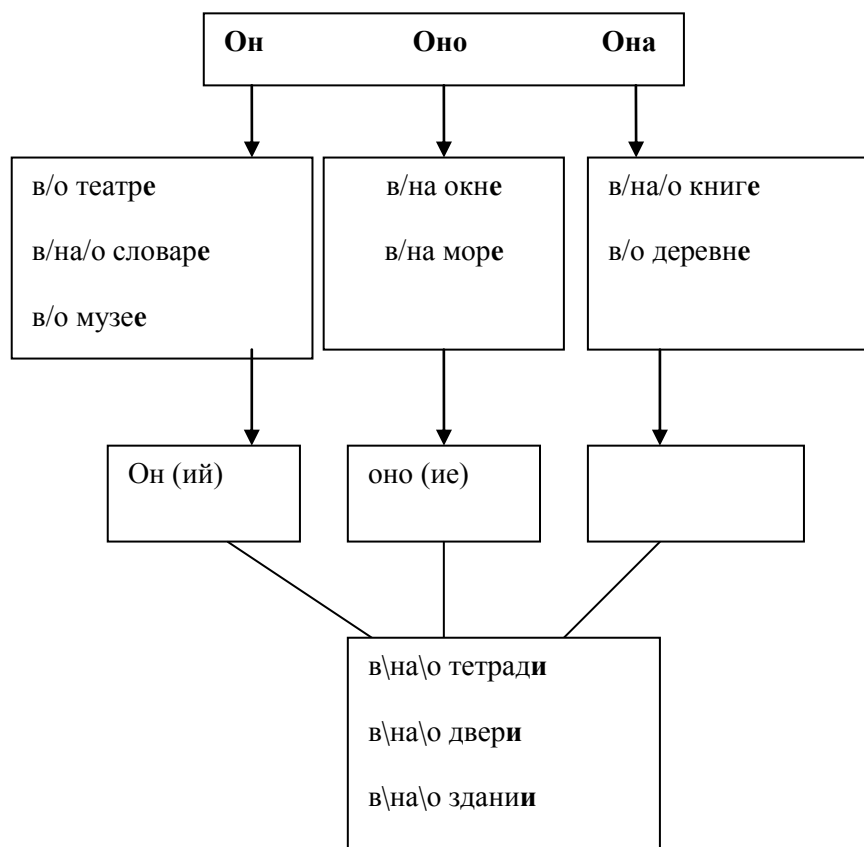 Он Оно Она
в/о театре
в/на/о словаре
в/о музее
в/на окне
в/на море
в/на/о книге
в/о деревне
Он (ий)
оно (ие)
в\на\о тетради
в\на\о двери
в\на\о здании